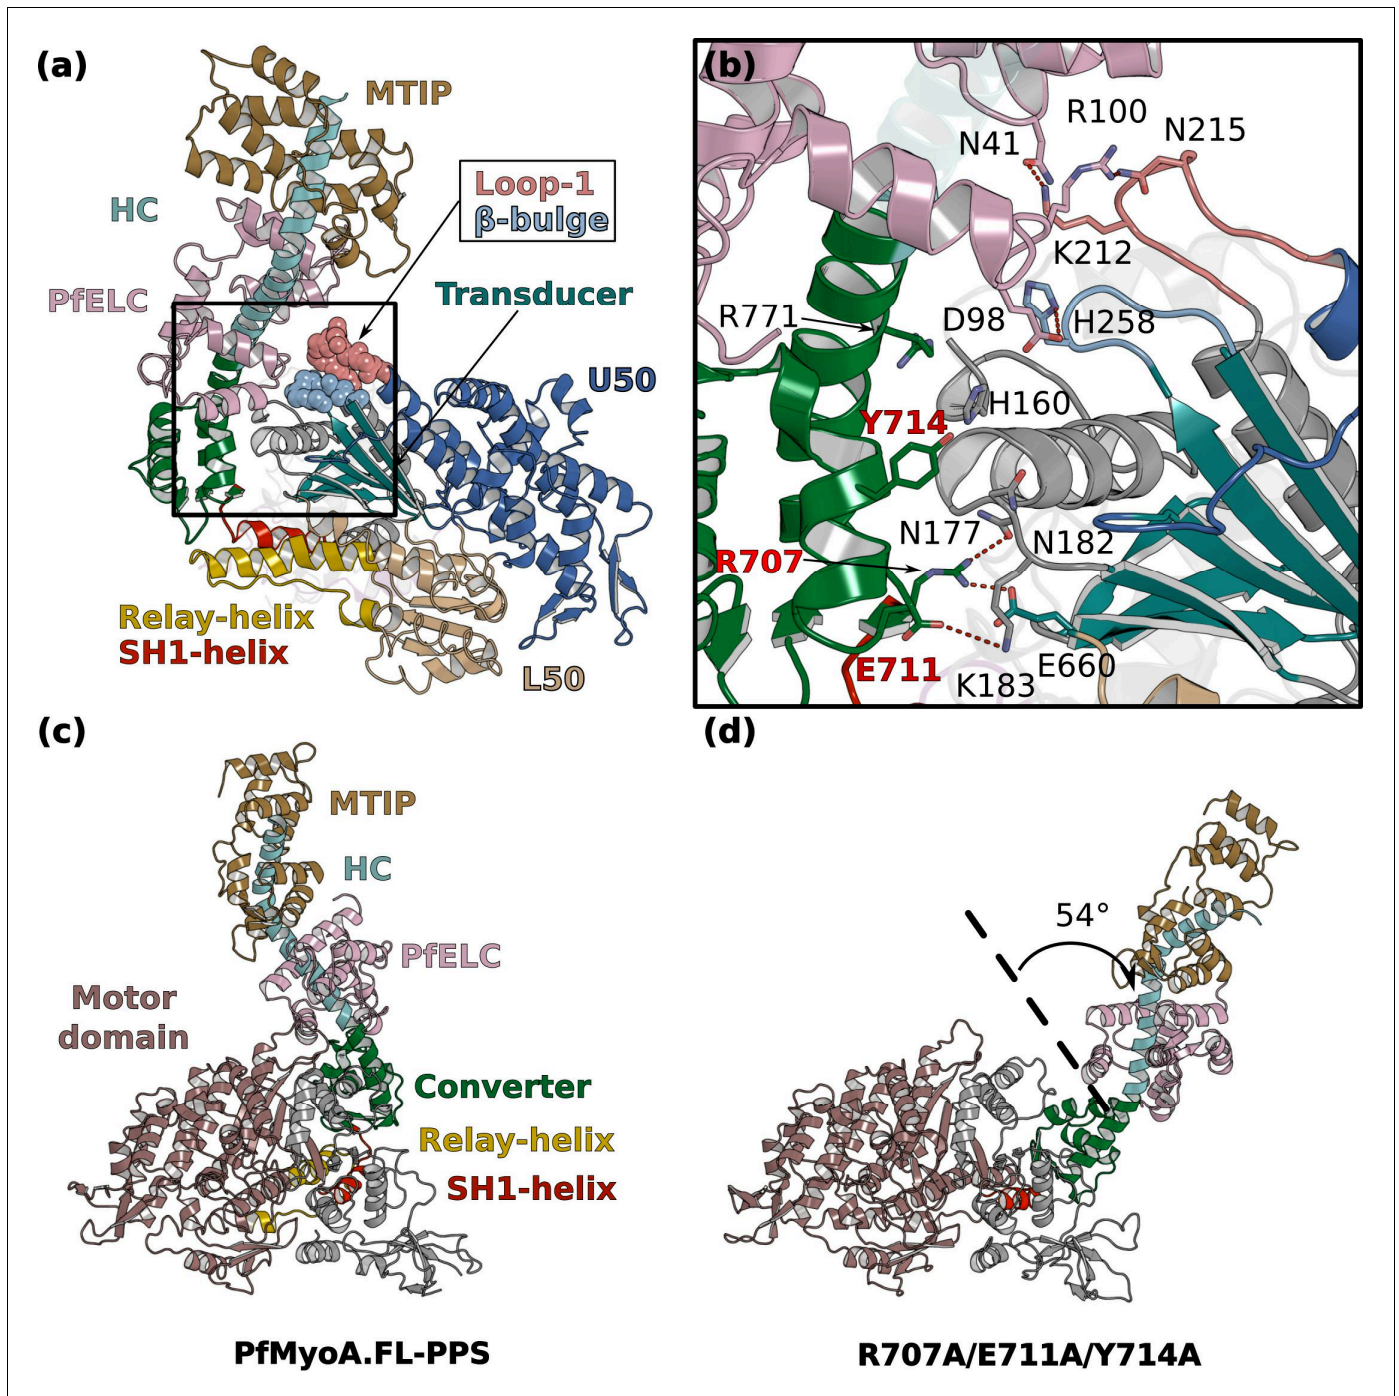 (a)
MTIP
HC
Loop-1
β-bulge
PfELC
Transducer
U50
Relay-helix
SH1-helix
L50
(b)
R100
N41
N215
K212
R771
D98
H258
Y714
H160
N177
N182
R707
E711
K183
E660
(c)
MTIP
HC
PfELC
Motor
domain
Converter
Relay-helix
SH1-helix
PfMyoA.FL-PPS
(d)
54°
R707A/E711A/Y714A